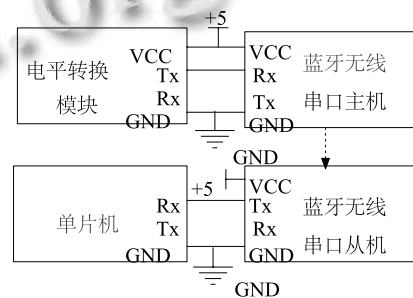 +5
VCC
Tx
Rx
GND
电平转换
模块
VCC
Rx
Tx
GND
蓝牙无线
串口主机
GND
+5
Rx
Tx
GND
单片机
VCC
Tx
Rx
GND
蓝牙无线
串口从机
GND